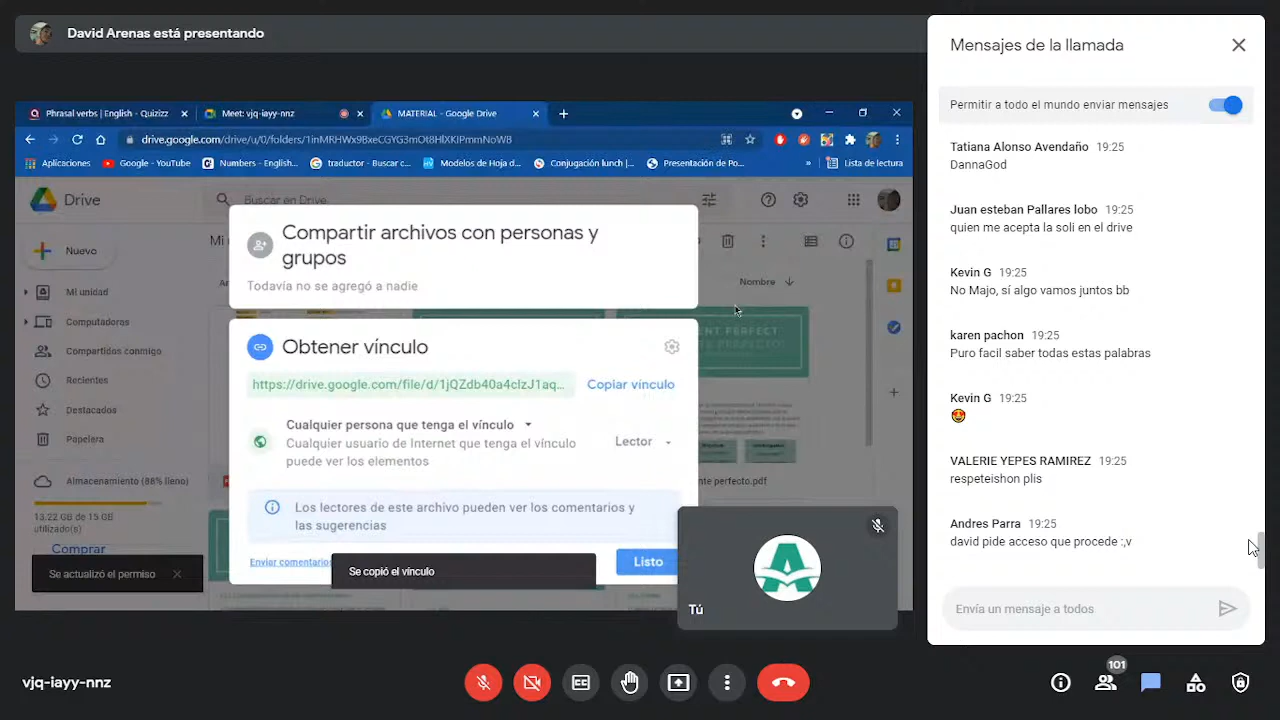 David Arenas está presentando
Phrasal verbs | English - Quizizz
Meet: vjq-iayy-nnz
MATERIAL - Google Drive
drive.google.com/drive/u/0/folders/1inMRHWx9BxeCGYG3mOt8HlXKIPmmNoW8
Aplicaciones
Google - YouTube
Numbers - English...
traductor - Buscar c...
Modelos de Hoja d...
Conjugación lunch |...
Presentación de Po...
»
Lista de lectura
Drive
Buscar en Drive
Nuevo
Mi unidad
Computadoras
Compartidos conmigo
Recientes
Destacados
Papelera
Almacenamiento (88% lleno)
13.22 GB de 15 GB
utilizado(s)
Comprar
Nombre
ENT PERFECT
te perfecto.pdf
Compartir archivos con personas y
grupos
Todavía no se agregó a nadie
Obtener vínculo
https://drive.google.com/file/d/1jQZdb40a4clzJ1aq...
Copiar vínculo
Cualquier persona que tenga el vínculo
Cualquier usuario de Internet que tenga el vínculo
puede ver los elementos
Lector
Los lectores de este archivo pueden ver los comentarios y
las sugerencias
Enviar comentarios
Listo
Se actualizó el permiso
Se copió el vínculo
Tú
Mensajes de la llamada
Permitir a todo el mundo enviar mensajes
Tatiana Alonso Avendaño 19:25
DannaGod
Juan esteban Pallares lobo 19:25
quien me acepta la soli en el drive
Kevin G 19:25
No Majo, sí algo vamos juntos bb
karen pachon 19:25
Puro facil saber todas estas palabras
Kevin G 19:25
🤩
VALERIE YEPES RAMIREZ 19:25
respeteishon plis
Andres Parra 19:25
david pide acceso que procede :,v
Envía un mensaje a todos
vjq-iayy-nnz
101